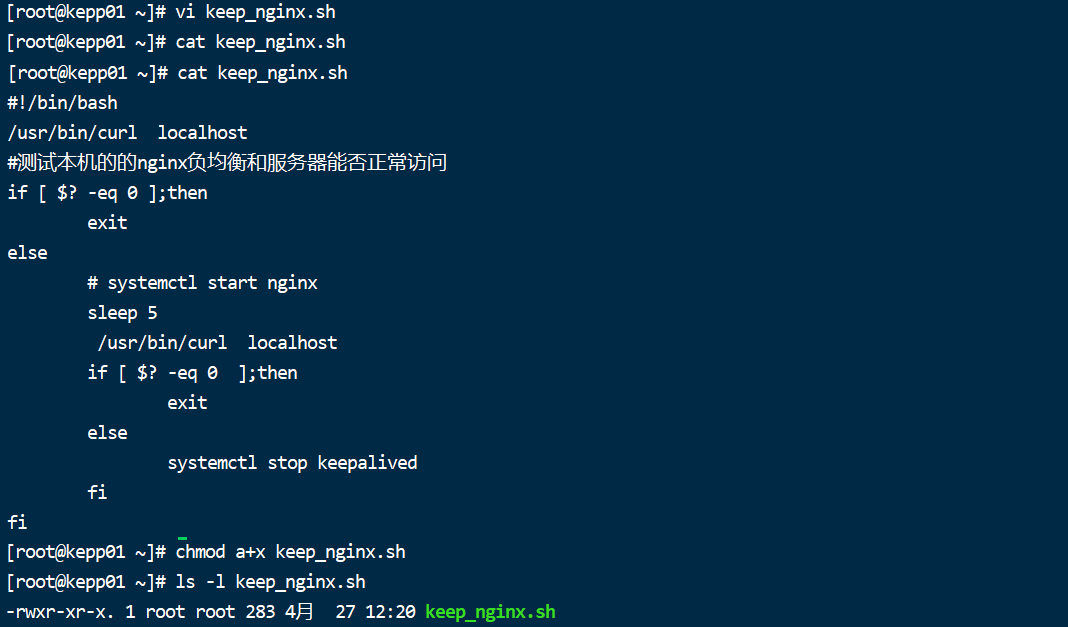 [root@kepp01 ~]# vi keep_nginx.sh
[root@kepp01 ~]# cat keep_nginx.sh
[root@kepp01 ~]# cat keep_nginx.sh
#!/bin/bash
/usr/bin/curl  localhost
#测试本机的的nginx负均衡和服务器能否正常访问
if [ $? -eq 0 ];then
        exit
else
        # systemctl start nginx
        sleep 5
         /usr/bin/curl  localhost
        if [ $? -eq 0  ];then
                exit
        else
                systemctl stop keepalived
        fi
fi
[root@kepp01 ~]# chmod a+x keep_nginx.sh
[root@kepp01 ~]# ls -l keep_nginx.sh
-rwxr-xr-x. 1 root root 283 4月  27 12:20 keep_nginx.sh